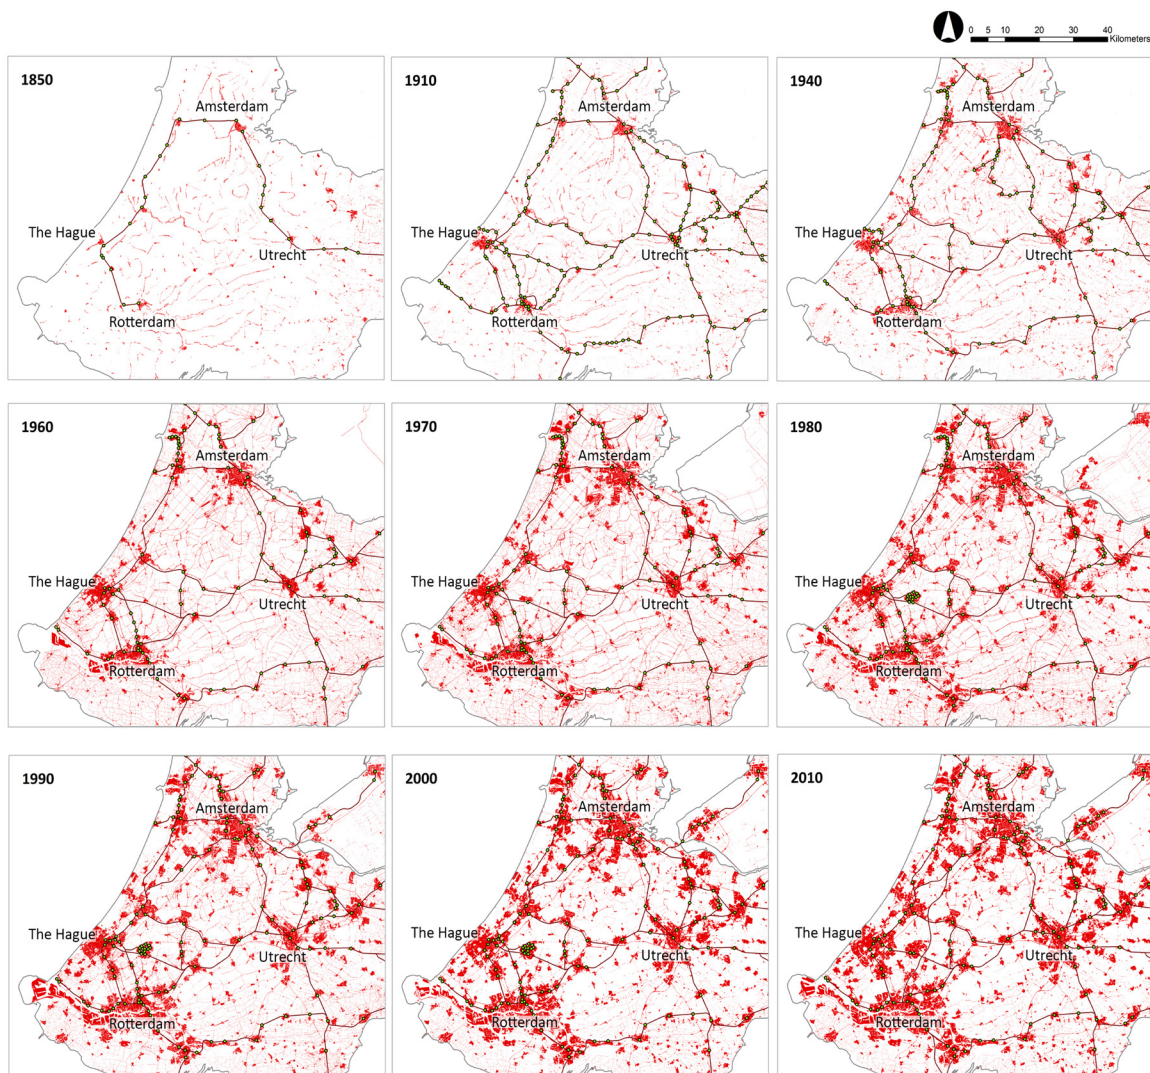 0 5 10 20 30 40
Kilometers
1850
Amsterdam
The Hague
Utrecht
Rotterdam
1910
Amsterdam
The Hague
Utrecht
Rotterdam
1940
Amsterdam
The Hague
Utrecht
Rotterdam
1960
Amsterdam
The Hague
Utrecht
Rotterdam
1970
Amsterdam
The Hague
Utrecht
Rotterdam
1980
Amsterdam
The Hague
Utrecht
Rotterdam
1990
Amsterdam
The Hague
Utrecht
Rotterdam
2000
Amsterdam
The Hague
Utrecht
Rotterdam
2010
Amsterdam
The Hague
Utrecht
Rotterdam